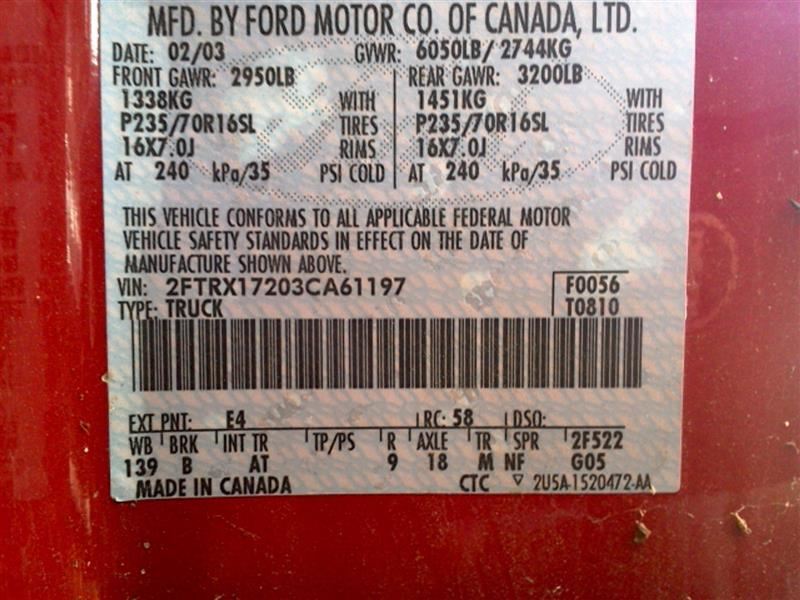 MFD. BY FORD MOTOR CO. OF CANADA, LTD.
DATE: 02/03 GVWR: 6050LB/ 2744KG
FRONT GAWR: 2950LB REAR GAWR: 3200LB
1338KG WITH 1451KG WITH
P235/70R16SL TIRES P235/70R16SL TIRES
16X7.0J RIMS 16X7.0J RIMS
AT 240 kPa/35 PSI COLD AT 240 kPa/35 PSI COLD
THIS VEHICLE CONFORMS TO ALL APPLICABLE FEDERAL MOTOR
VEHICLE SAFETY STANDARDS IN EFFECT ON THE DATE OF
MANUFACTURE SHOWN ABOVE.
VIN: 2FTRX17203CA61197 F0056
TYPE: TRUCK T0810
EXT PNT: E4 RC: 58 DSO:
WB BRK INT TR TP/PS R AXLE TR SPR 2F522
139 B AT 9 18 M NF G05
MADE IN CANADA CTC ▽ 2U5A-1520472-AA